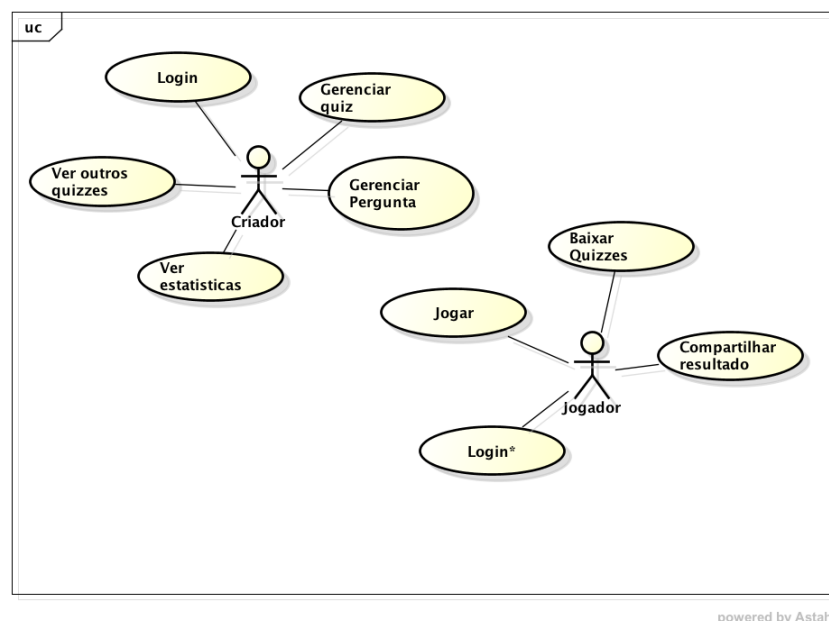 uc
Login
Gerenciar
quiz
Ver outros
quizzes
Gerenciar
Pergunta
Criador
Ver
estatisticas
Baixar
Quizzes
Jogar
Compartilhar
resultado
Jogador
Login*
powered by Astah